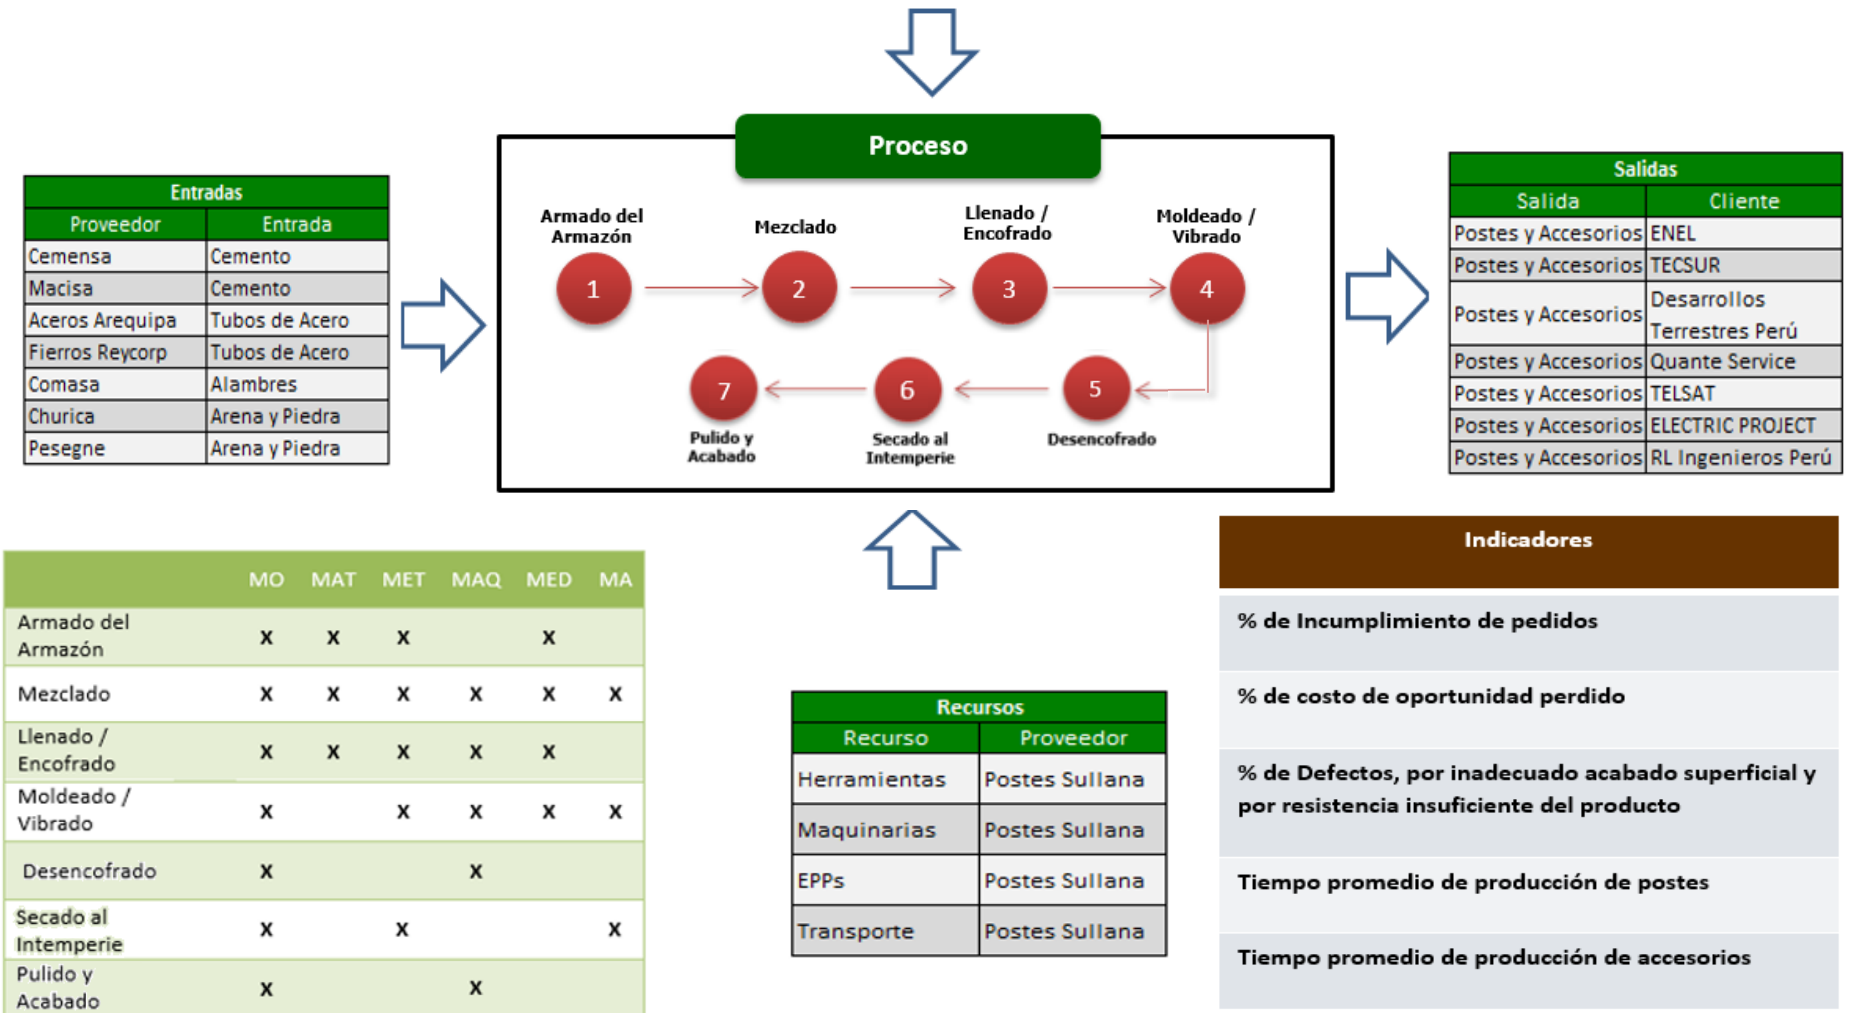 Proceso
Entradas
Proveedor Entrada
Cemensa Cemento
Macisa Cemento
Aceros Arequipa Tubos de Acero
Fierros Reycorp Tubos de Acero
Comasa Alambres
Churica Arena y Piedra
Pesegne Arena y Piedra
Armado del
Armazón
1
Mezclado
2
Llenado /
Encofrado
3
Moldeado /
Vibrado
4
5
Desencofrado
6
Secado al
Intemperie
7
Pulido y
Acabado
Salidas
Salida Cliente
Postes y Accesorios ENEL
Postes y Accesorios TECSUR
Postes y Accesorios Desarrollos
Terrestres Perú
Postes y Accesorios Quante Service
Postes y Accesorios TELSAT
Postes y Accesorios ELECTRIC PROJECT
Postes y Accesorios RL Ingenieros Perú
MO MAT MET MAQ MED MA
Armado del
Armazón X X X X
Mezclado X X X X X X
Llenado /
Encofrado X X X X X
Moldeado /
Vibrado X X X X X
Desencofrado X X
Secado al
Intemperie X X X
Pulido y
Acabado X X
Recursos
Recurso Proveedor
Herramientas Postes Sullana
Maquinarias Postes Sullana
EPPs Postes Sullana
Transporte Postes Sullana
Indicadores
% de Incumplimiento de pedidos
% de costo de oportunidad perdido
% de Defectos, por inadecuado acabado superficial y
por resistencia insuficiente del producto
Tiempo promedio de producción de postes
Tiempo promedio de producción de accesorios